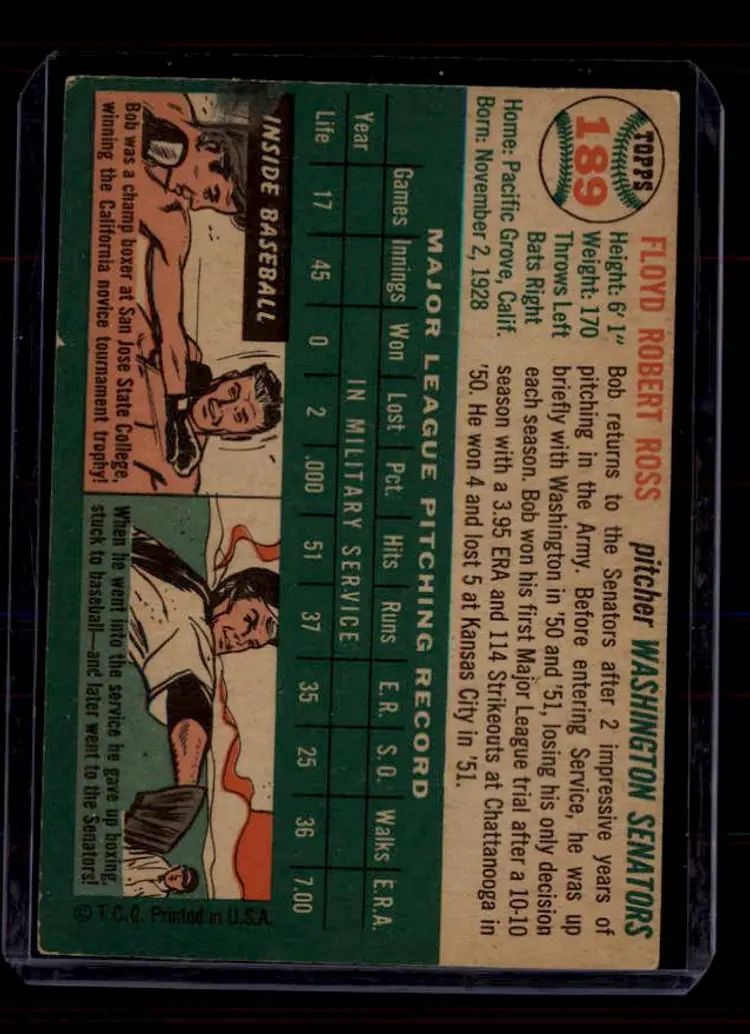 TOPPS
189
FLOYD ROBERT ROSS pitcher WASHINGTON SENATORS
Height: 6' 1"
Weight: 170
Throws Left
Bats Right
Home: Pacific Grove, Calif.
Born: November 2, 1928
Bob returns to the Senators after 2 impressive years of
pitching in the Army. Before entering Service, he was up
briefly with Washington in '50 and '51, losing his only decision
each season. Bob won his first Major League trial after a 10-10
season with a 3.95 ERA and 114 Strikeouts at Chattanooga in
'50. He won 4 and lost 5 at Kansas City in '51.
MAJOR LEAGUE PITCHING RECORD
Games Innings Won Lost Pct. Hits Runs E.R. S.O. Walks E.R.A.
Year IN MILITARY SERVICE
Life 17 45 0 2 .000 51 37 35 25 36 7.00
INSIDE BASEBALL
Bob was a champ boxer at San Jose State College,
winning the California novice tournament trophy!
When he went into the service he gave up boxing,
stuck to baseball—and later went to the Senators!
© T.C.G. Printed in U.S.A.